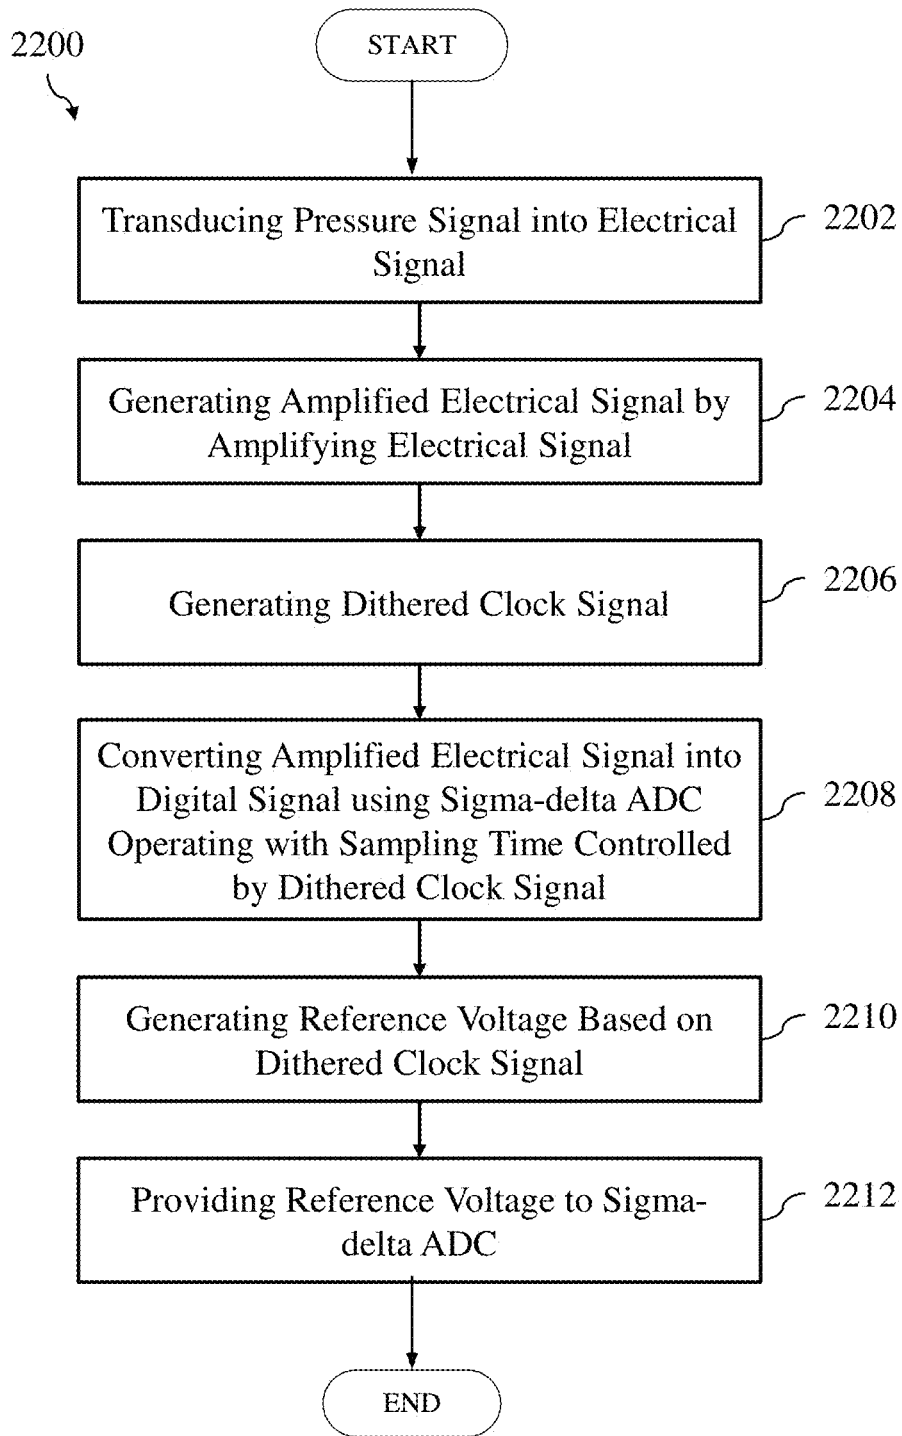 2200
START
Transducing Pressure Signal into Electrical
Signal
2202
Generating Amplified Electrical Signal by
Amplifying Electrical Signal
2204
Generating Dithered Clock Signal
2206
Converting Amplified Electrical Signal into
Digital Signal using Sigma-delta ADC
Operating with Sampling Time Controlled
by Dithered Clock Signal
2208
Generating Reference Voltage Based on
Dithered Clock Signal
2210
Providing Reference Voltage to Sigma-
delta ADC
2212
END